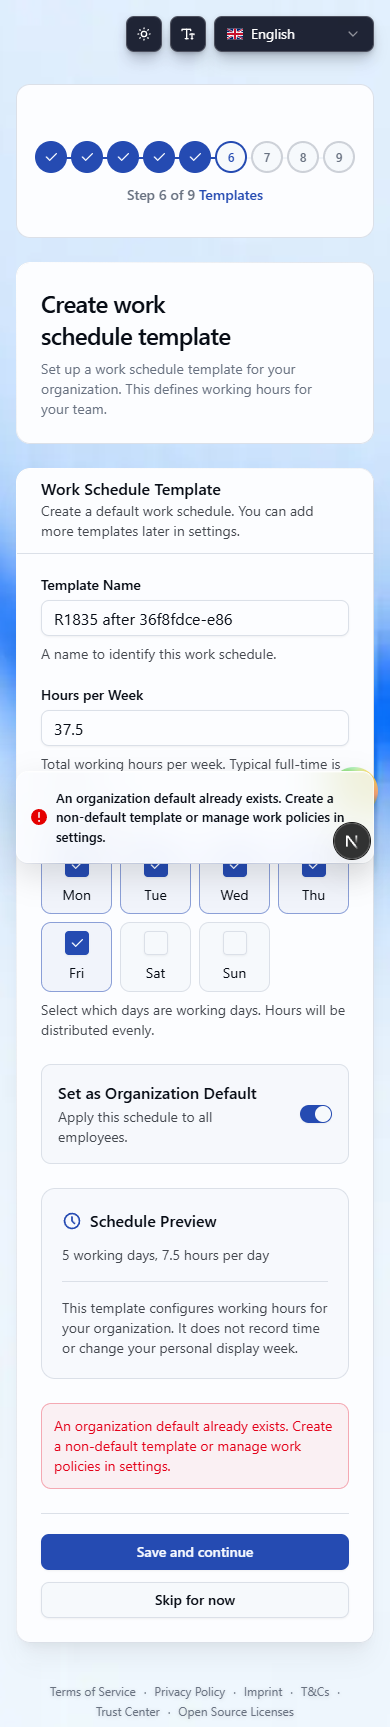 English
6 7 8 9
Step 6 of 9 Templates
Create work
schedule template
Set up a work schedule template for your
organization. This defines working hours for
your team.
Work Schedule Template
Create a default work schedule. You can add
more templates later in settings.
Template Name
R1835 after 36f8fdce-e86
A name to identify this work schedule.
Hours per Week
37.5
Total working hours per week. Typical full-time is
An organization default already exists. Create a
non-default template or manage work policies in
settings.
Mon Tue Wed Thu
Fri Sat Sun
Select which days are working days. Hours will be
distributed evenly.
Set as Organization Default
Apply this schedule to all
employees.
Schedule Preview
5 working days, 7.5 hours per day
This template configures working hours for
your organization. It does not record time
or change your personal display week.
An organization default already exists. Create
a non-default template or manage work
policies in settings.
Save and continue
Skip for now
Terms of Service · Privacy Policy · Imprint · T&Cs ·
Trust Center · Open Source Licenses